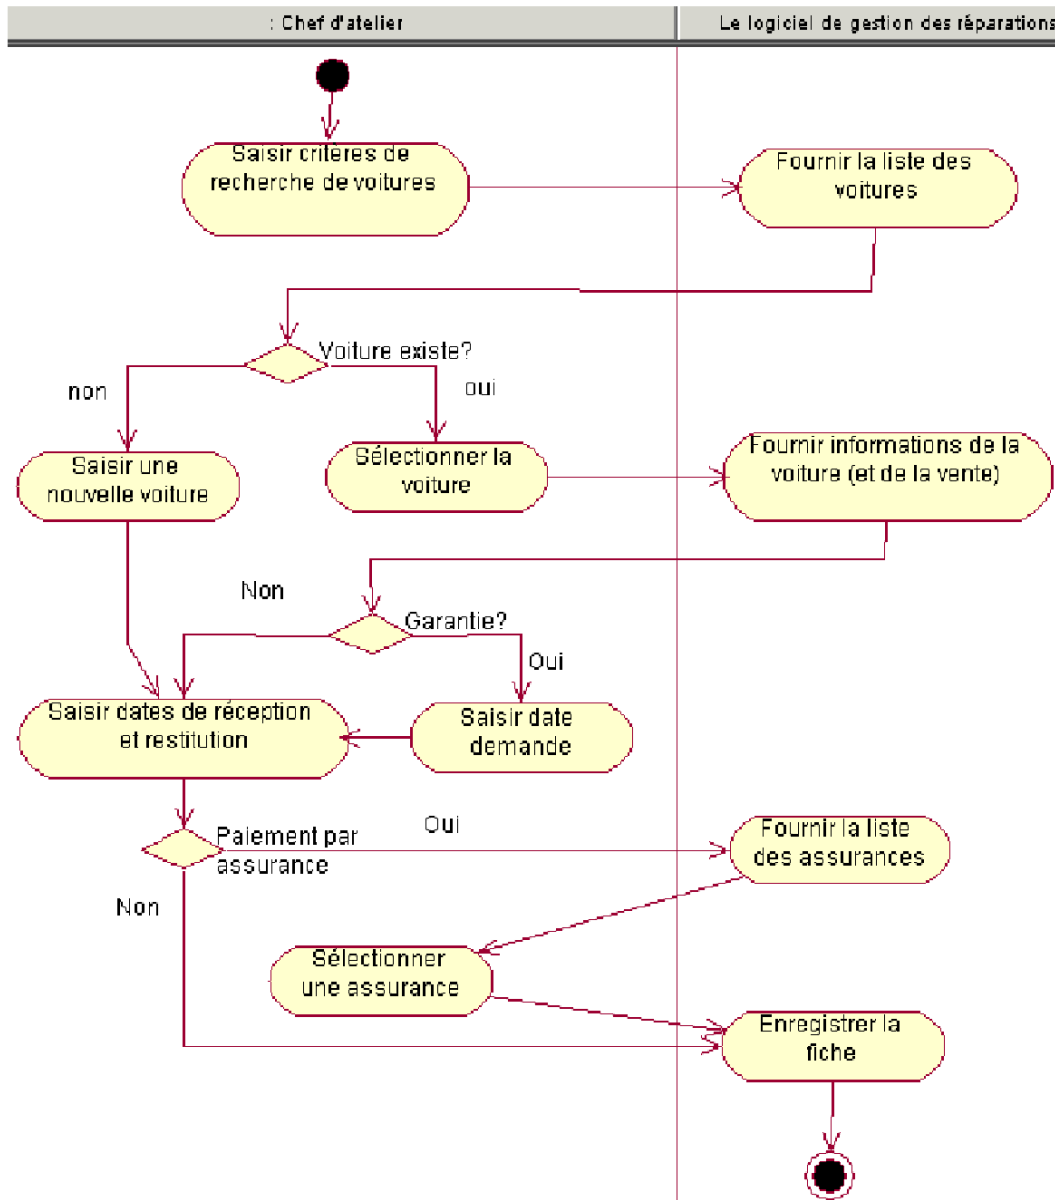 : Chef d'atelier
Le logiciel de gestion des réparations
Saisir critères de
recherche de voitures
Fournir la liste des
voitures
Voiture existe?
non
oui
Saisir une
nouvelle voiture
Sélectionner la
voiture
Fournir informations de la
voiture (et de la vente)
Non
Garantie?
Oui
Saisir dates de réception
et restitution
Saisir date
demande
Paiement par
assurance
Oui
Fournir la liste
des assurances
Non
Sélectionner
une assurance
Enregistrer la
fiche